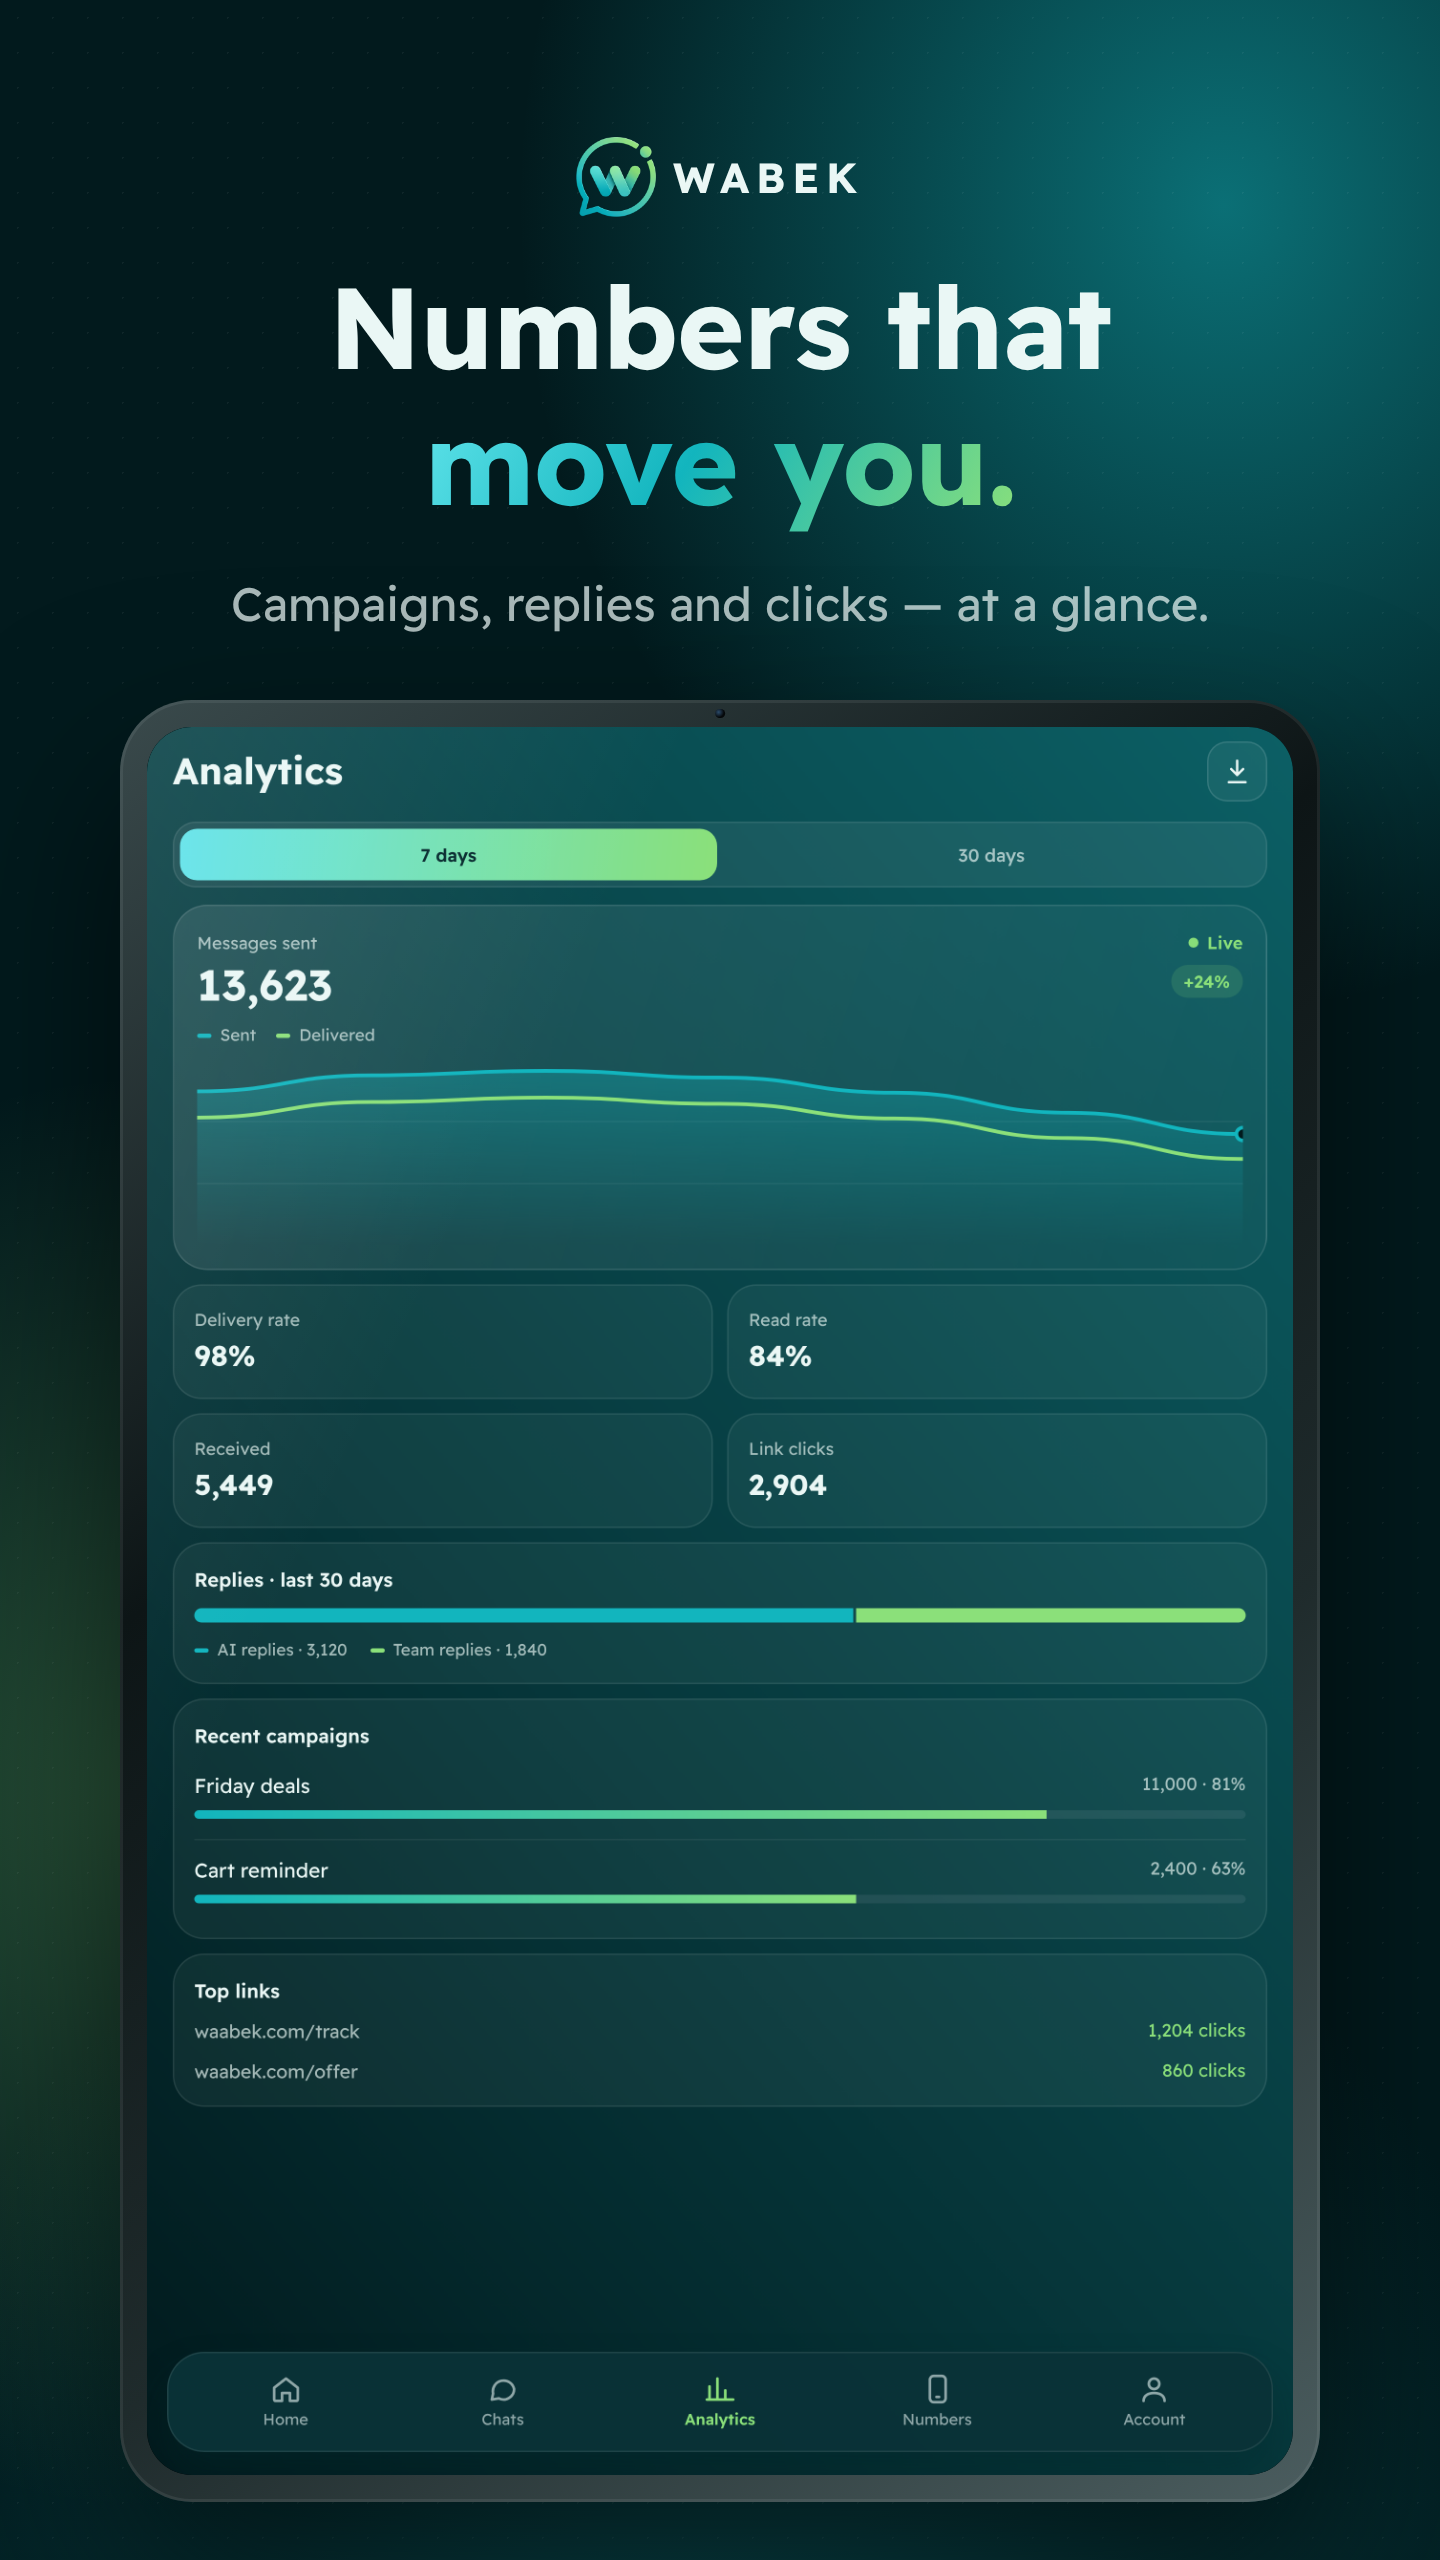 WABEK
Numbers that
move you.
Campaigns, replies and clicks — at a glance.
Analytics
7 days
30 days
Messages sent
Live
13,623
+24%
Sent
Delivered
Delivery rate
98%
Read rate
84%
Received
5,449
Link clicks
2,904
Replies · last 30 days
AI replies · 3,120
Team replies · 1,840
Recent campaigns
Friday deals
11,000 · 81%
Cart reminder
2,400 · 63%
Top links
waabek.com/track
1,204 clicks
waabek.com/offer
860 clicks
Home
Chats
Analytics
Numbers
Account